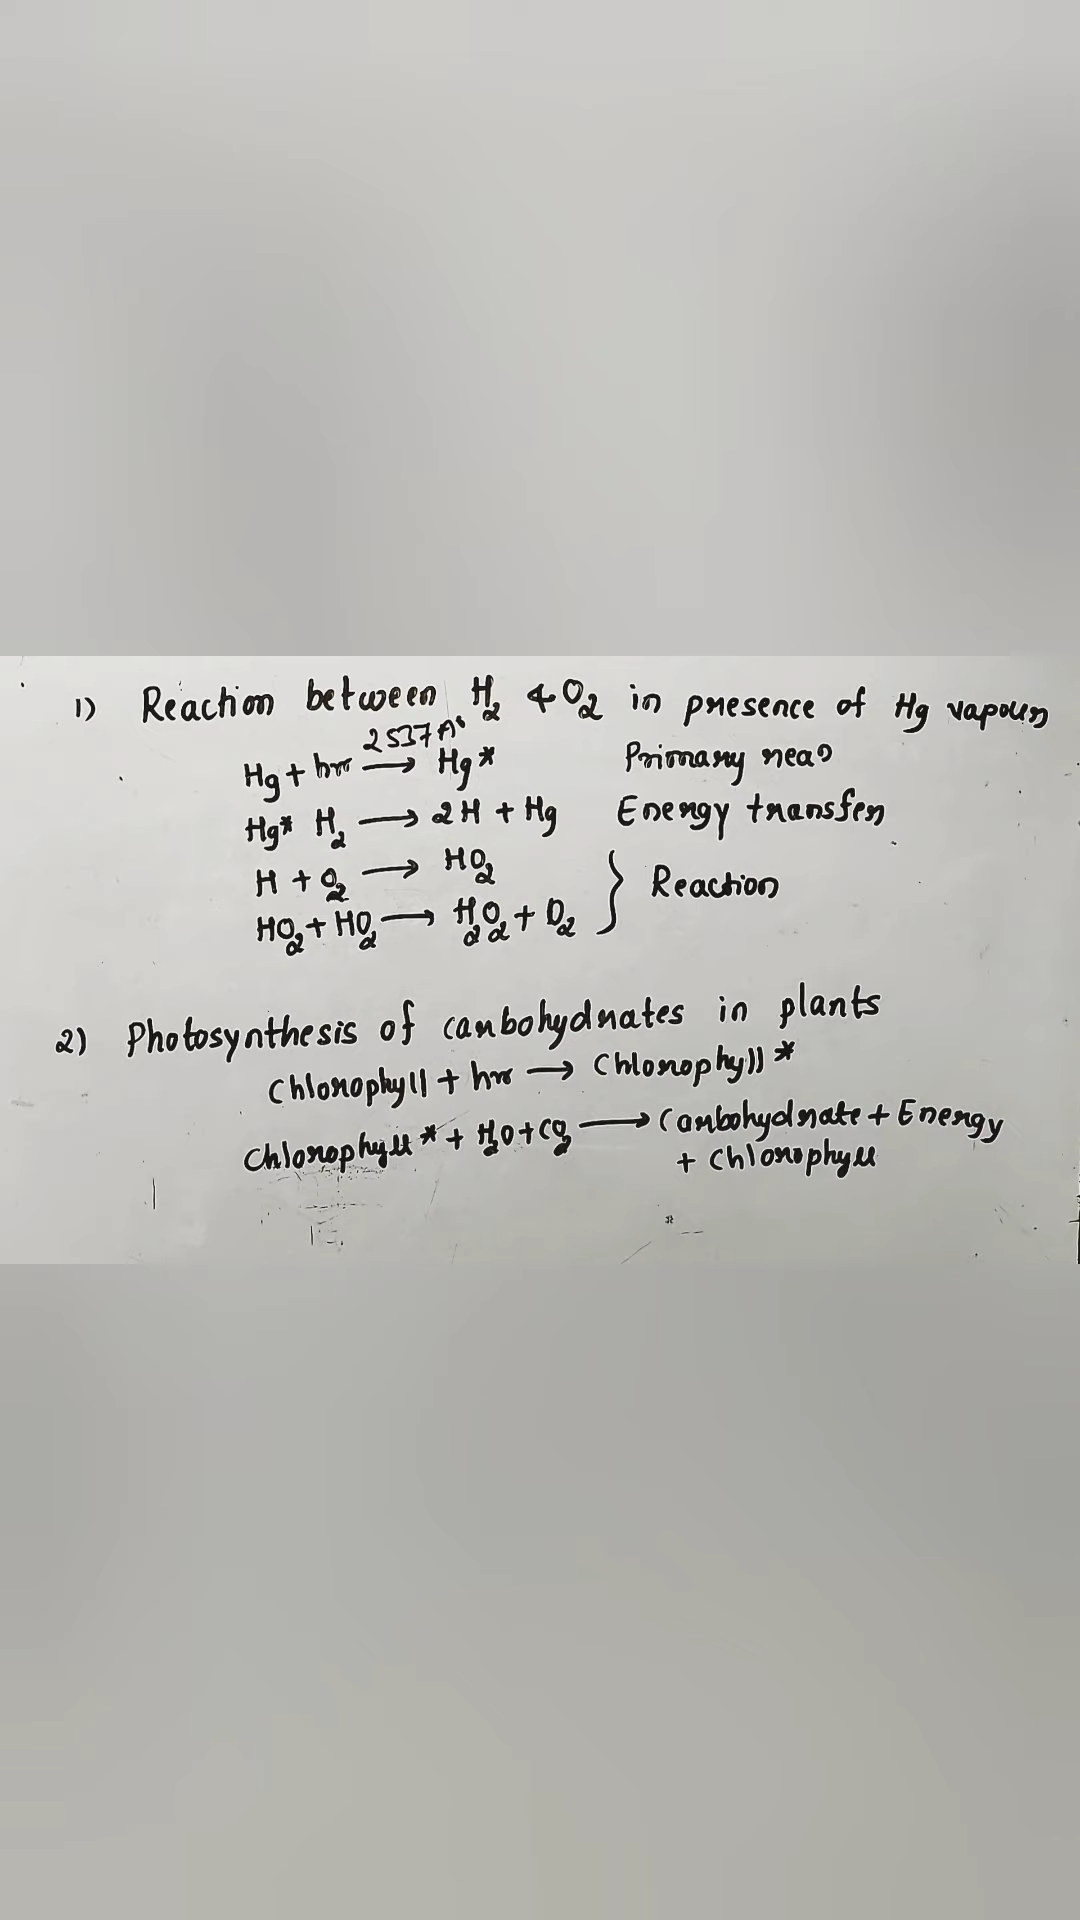 1) Reaction between H₂ & O₂ in presence of Hg vapour
2537A°
Hg + hν ⟶ Hg* Primary reaⁿ
Hg* H₂ ⟶ 2H + Hg Energy transfer
H + O₂ ⟶ HO₂
} Reaction
HO₂ + HO₂ ⟶ H₂O₂ + O₂
2) Photosynthesis of carbohydrates in plants
Chlorophyll + hν ⟶ Chlorophyll*
Chlorophyll* + H₂O + CO₂ ⟶ Carbohydrate + Energy
+ Chlorophyll